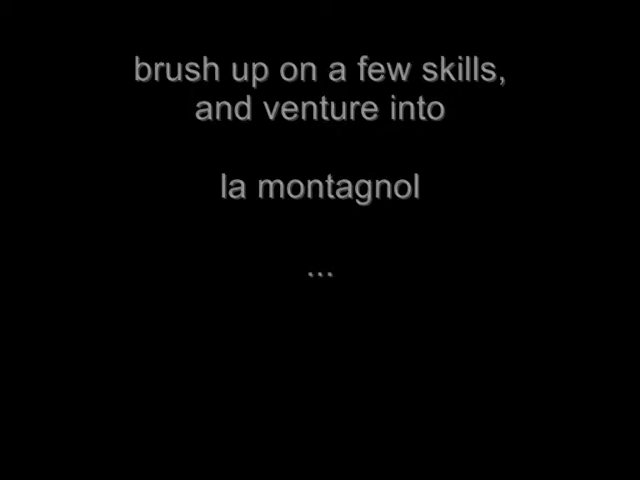 brush up on a few skills,
and venture into
la montagnol
...